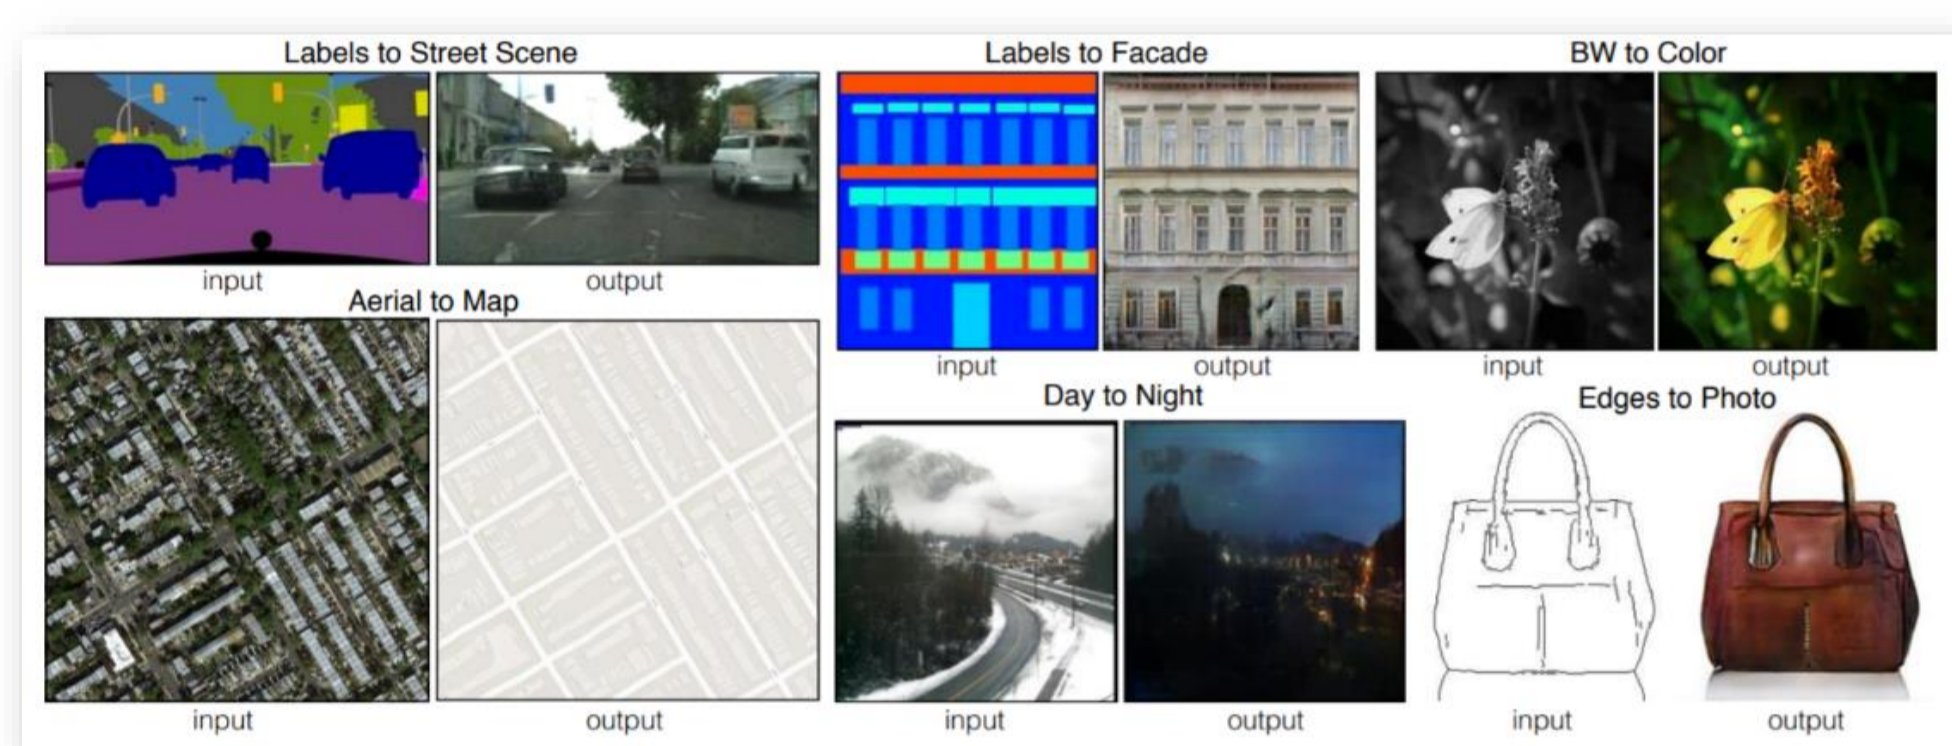 Labels to Street Scene
input
output
Aerial to Map
input
output
Labels to Facade
input
output
Day to Night
input
output
BW to Color
input
output
Edges to Photo
input
output